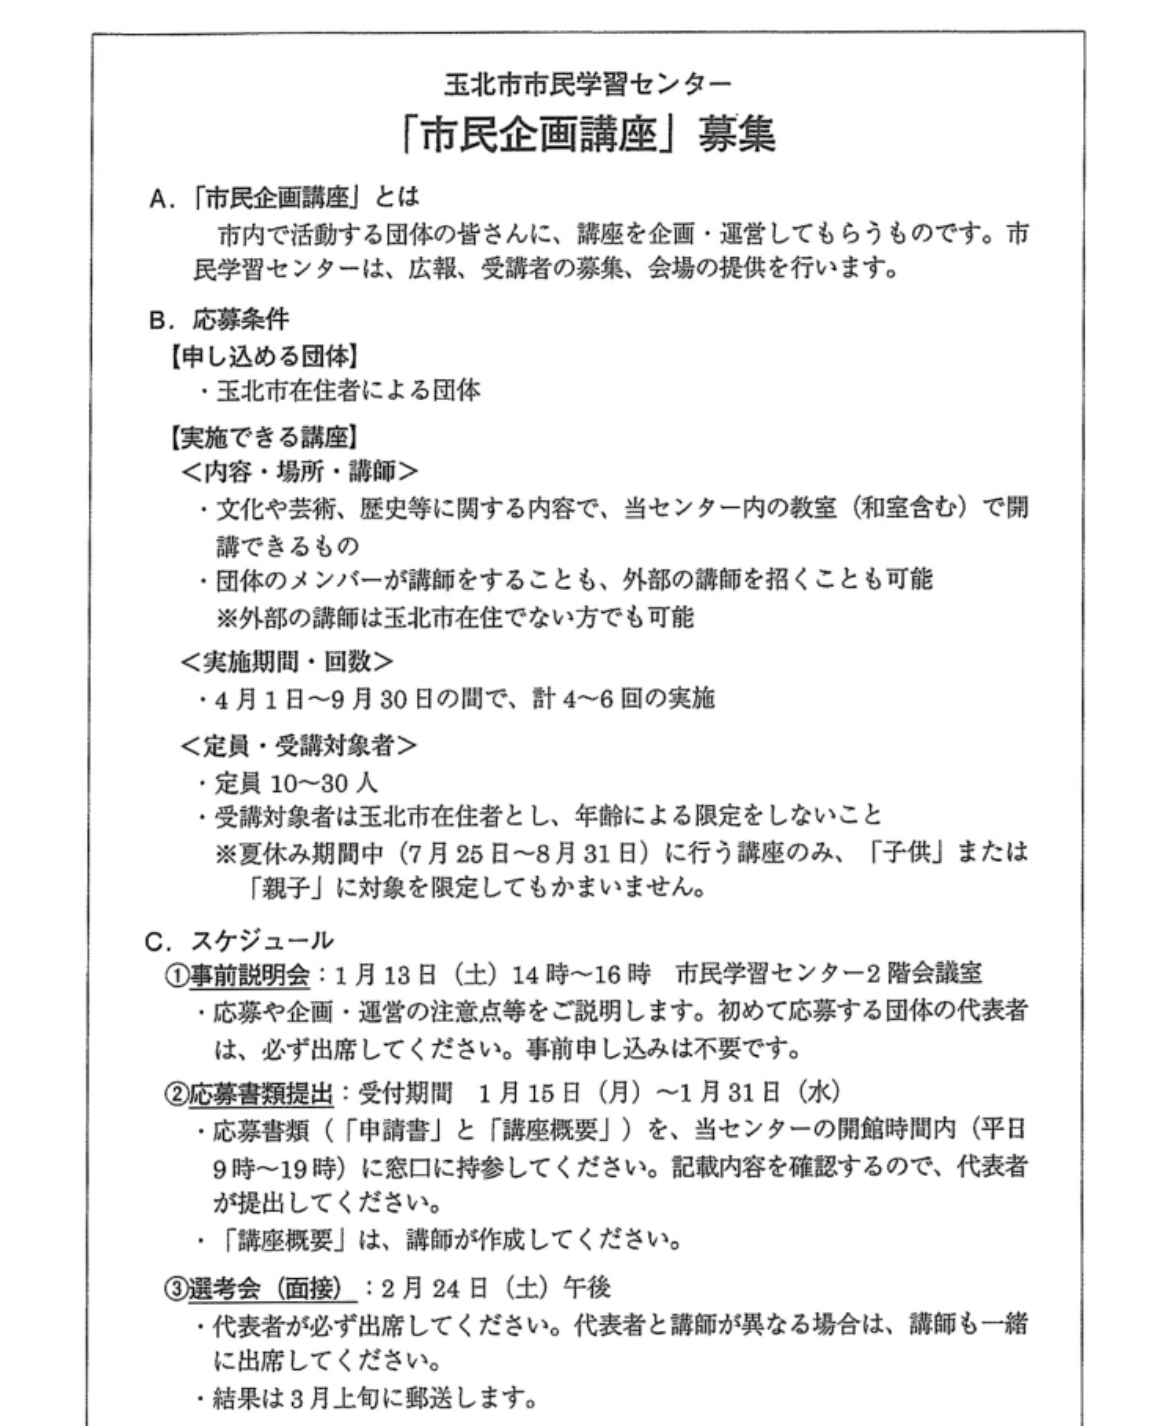 玉北市市民学習センター
「市民企画講座」募集
A.「市民企画講座」とは
市内で活動する団体の皆さんに、講座を企画・運営してもらうものです。市
民学習センターは、広報、受講者の募集、会場の提供を行います。
B. 応募条件
【申し込める団体】
・玉北市在住者による団体
【実施できる講座】
＜内容・場所・講師＞
・文化や芸術、歴史等に関する内容で、当センター内の教室（和室含む）で開
講できるもの
・団体のメンバーが講師をすることも、外部の講師を招くことも可能
※外部の講師は玉北市在住でない方でも可能
＜実施期間・回数＞
・4月1日～9月30日の間で、計4～6回の実施
＜定員・受講対象者＞
・定員 10～30人
・受講対象者は玉北市在住者とし、年齢による限定をしないこと
※夏休み期間中（7月25日～8月31日）に行う講座のみ、「子供」または
「親子」に対象を限定してもかまいません。
C. スケジュール
①事前説明会：1月13日（土）14時～16時　市民学習センター2階会議室
・応募や企画・運営の注意点等をご説明します。初めて応募する団体の代表者
は、必ず出席してください。事前申し込みは不要です。
②応募書類提出：受付期間　1月15日（月）～1月31日（水）
・応募書類（「申請書」と「講座概要」）を、当センターの開館時間内（平日
9時～19時）に窓口に持参してください。記載内容を確認するので、代表者
が提出してください。
・「講座概要」は、講師が作成してください。
③選考会（面接）：2月24日（土）午後
・代表者が必ず出席してください。代表者と講師が異なる場合は、講師も一緒
に出席してください。
・結果は3月上旬に郵送します。